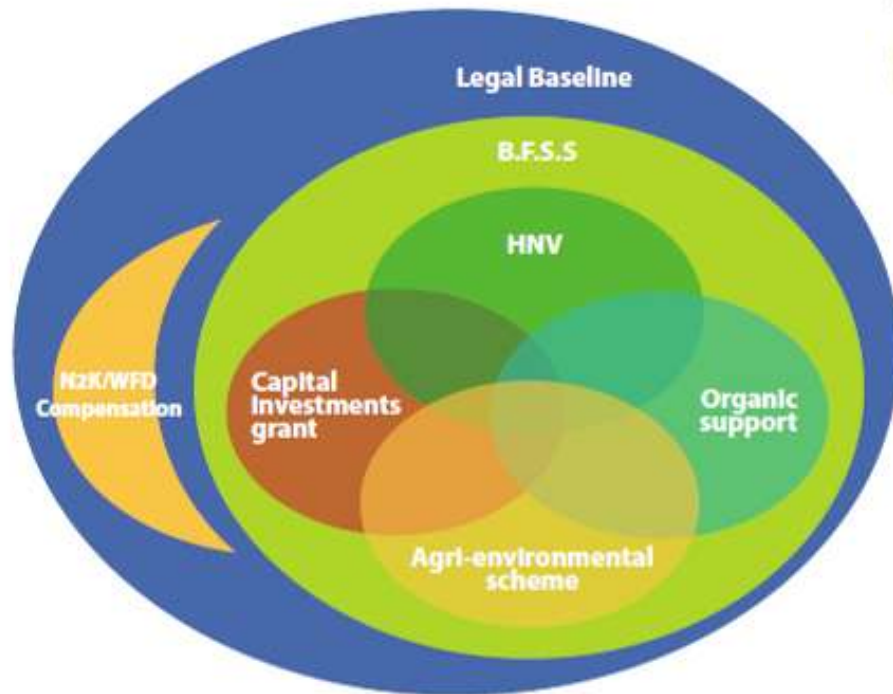 Legal Baseline
B.F.S.S
HNV
N2K/WFD
Compensation
Capital
Investments
grant
Organic
support
Agri-environmental
scheme